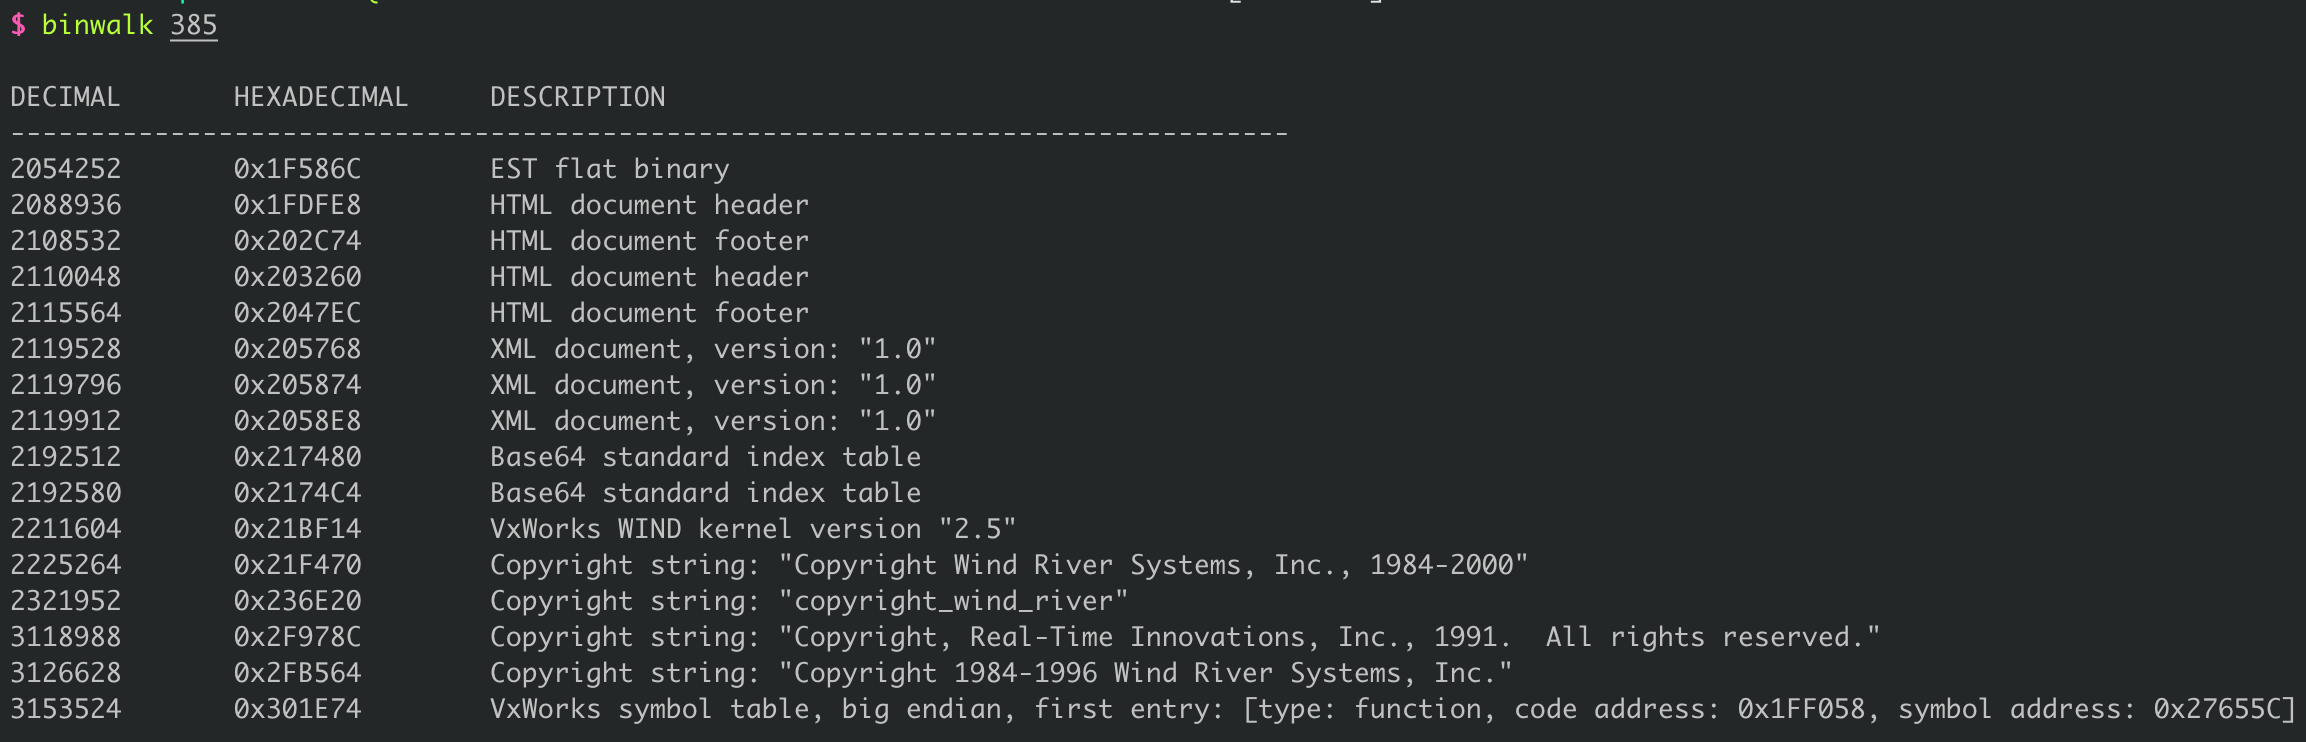 $ binwalk 385
DECIMAL       HEXADECIMAL     DESCRIPTION
--------------------------------------------------------------------------------
2054252       0x1F586C        EST flat binary
2088936       0x1FDFE8        HTML document header
2108532       0x202C74        HTML document footer
2110048       0x203260        HTML document header
2115564       0x2047EC        HTML document footer
2119528       0x205768        XML document, version: "1.0"
2119796       0x205874        XML document, version: "1.0"
2119912       0x2058E8        XML document, version: "1.0"
2192512       0x217480        Base64 standard index table
2192580       0x2174C4        Base64 standard index table
2211604       0x21BF14        VxWorks WIND kernel version "2.5"
2225264       0x21F470        Copyright string: "Copyright Wind River Systems, Inc., 1984-2000"
2321952       0x236E20        Copyright string: "copyright_wind_river"
3118988       0x2F978C        Copyright string: "Copyright, Real-Time Innovations, Inc., 1991.  All rights reserved."
3126628       0x2FB564        Copyright string: "Copyright 1984-1996 Wind River Systems, Inc."
3153524       0x301E74        VxWorks symbol table, big endian, first entry: [type: function, code address: 0x1FF058, symbol address: 0x27655C]